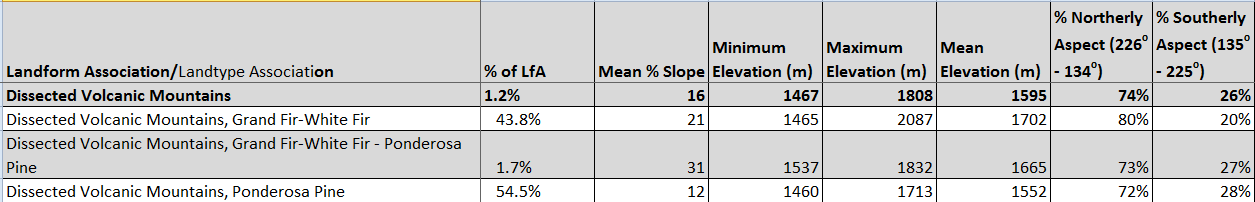 Landform Association/Landtype Association % of LfA Mean % Slope Minimum Elevation (m) Maximum Elevation (m) Mean Elevation (m) % Northerly Aspect (226° - 134°) % Southerly Aspect (135° - 225°)
Dissected Volcanic Mountains 1.2% 16 1467 1808 1595 74% 26%
Dissected Volcanic Mountains, Grand Fir-White Fir 43.8% 21 1465 2087 1702 80% 20%
Dissected Volcanic Mountains, Grand Fir-White Fir - Ponderosa
Pine 1.7% 31 1537 1832 1665 73% 27%
Dissected Volcanic Mountains, Ponderosa Pine 54.5% 12 1460 1713 1552 72% 28%